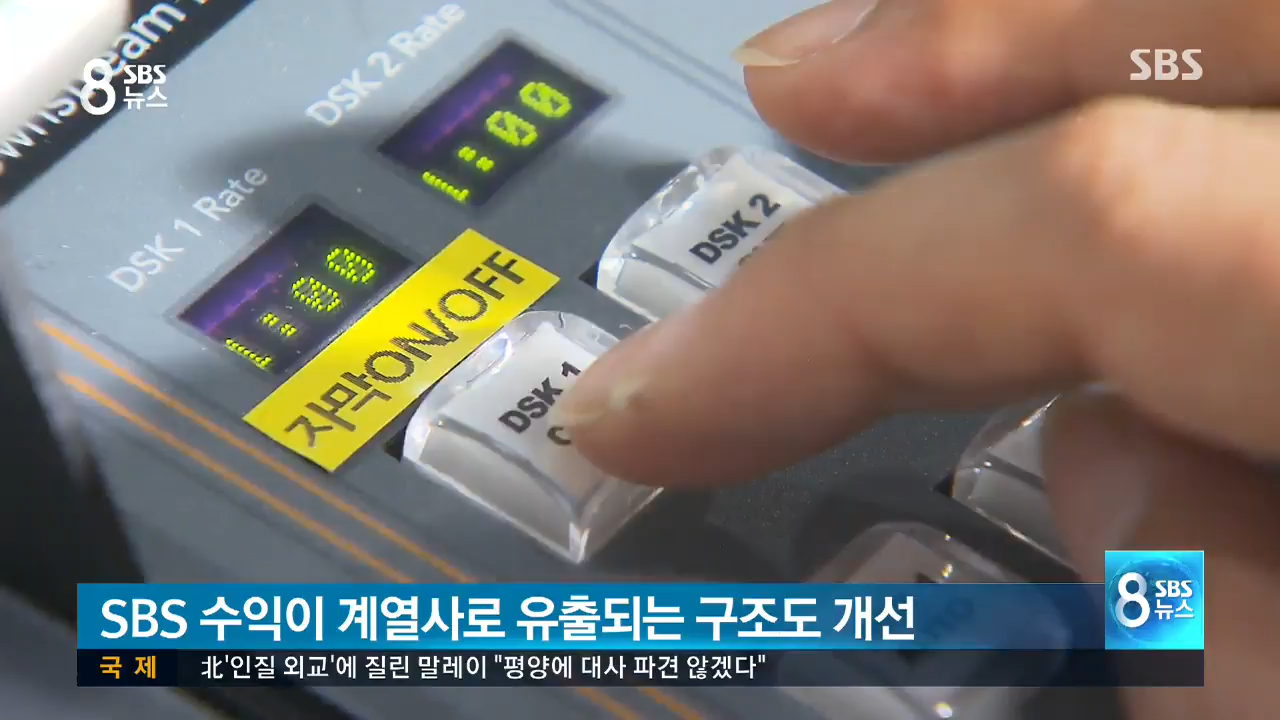 8 SBS
뉴스
SBS
DSK 2 Rate
1:00
DSK 1 Rate
1:00
자막ON/OFF
DSK 2
DSK 1
SBS 수익이 계열사로 유출되는 구조도 개선
8 SBS
뉴스
국 제 北'인질 외교'에 질린 말레이 "평양에 대사 파견 않겠다"